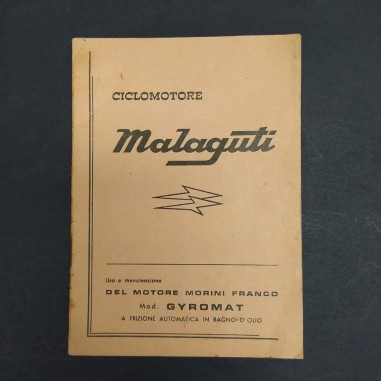 CICLOMOTORE
Malaguti
Uso e manutenzione
DEL MOTORE MORINI FRANCO
Mod. GYROMAT
A FRIZIONE AUTOMATICA IN BAGNO D'OLIO